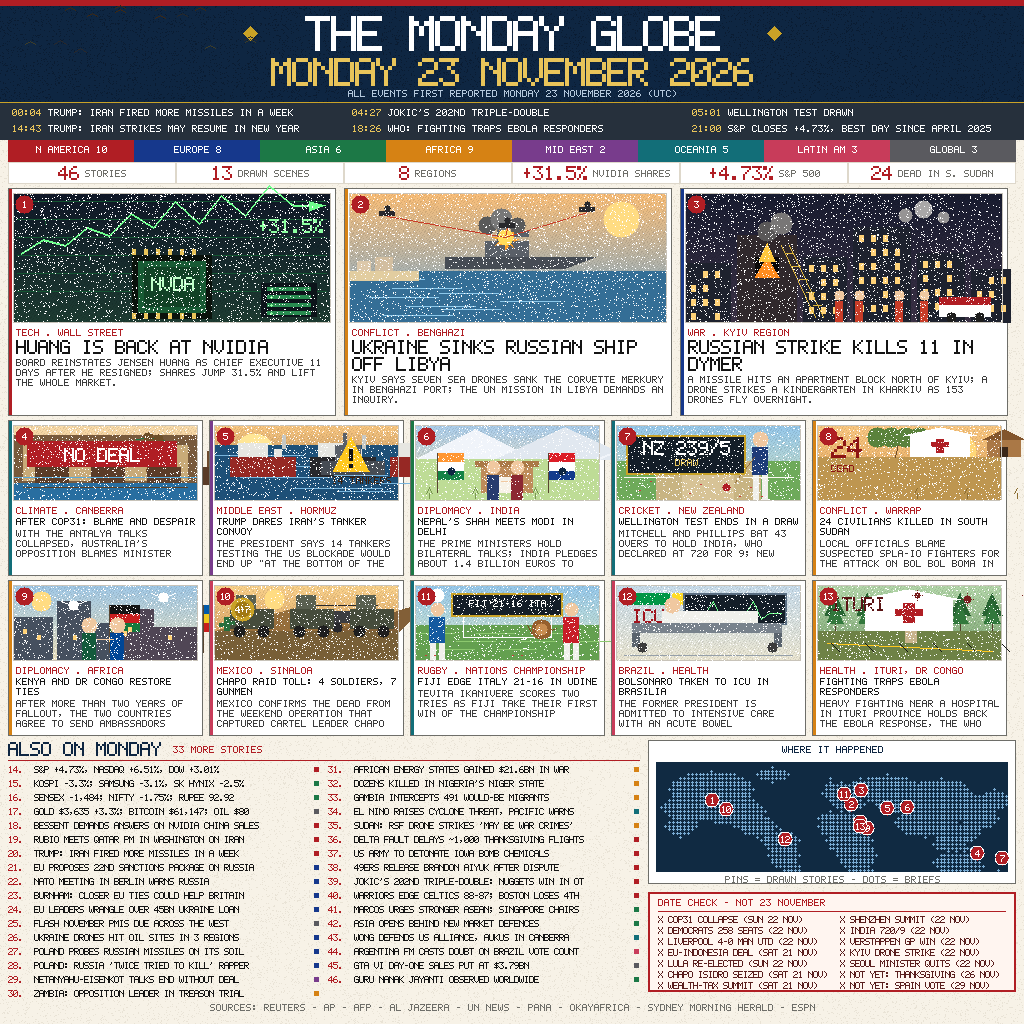 THE MONDAY GLOBE
MONDAY 23 NOVEMBER 2026
ALL EVENTS FIRST REPORTED MONDAY 23 NOVEMBER 2026 (UTC)
00:04 TRUMP: IRAN FIRED MORE MISSILES IN A WEEK
04:27 JOKIC'S 202ND TRIPLE-DOUBLE
05:01 WELLINGTON TEST DRAWN
14:43 TRUMP: IRAN STRIKES MAY RESUME IN NEW YEAR
18:26 WHO: FIGHTING TRAPS EBOLA RESPONDERS
21:00 S&P CLOSES +4.73%, BEST DAY SINCE APRIL 2025
N AMERICA 10
EUROPE 8
ASIA 6
AFRICA 9
MID EAST 2
OCEANIA 5
LATIN AM 3
GLOBAL 3
46 STORIES
13 DRAWN SCENES
8 REGIONS
+31.5% NVIDIA SHARES
+4.73% S&P 500
24 DEAD IN S. SUDAN
1
+31.5%
NVDA
TECH . WALL STREET
HUANG IS BACK AT NVIDIA
BOARD REINSTATES JENSEN HUANG AS CHIEF EXECUTIVE 11
DAYS AFTER HE RESIGNED; SHARES JUMP 31.5% AND LIFT
THE WHOLE MARKET.
2
CONFLICT . BENGHAZI
UKRAINE SINKS RUSSIAN SHIP
OFF LIBYA
KYIV SAYS SEVEN SEA DRONES SANK THE CORVETTE MERKURY
IN BENGHAZI PORT; THE UN MISSION IN LIBYA DEMANDS AN
INQUIRY.
3
WAR . KYIV REGION
RUSSIAN STRIKE KILLS 11 IN
DYMER
A MISSILE HITS AN APARTMENT BLOCK NORTH OF KYIV; A
DRONE STRIKES A KINDERGARTEN IN KHARKIV AS 153
DRONES FLY OVERNIGHT.
4
NO DEAL
CLIMATE . CANBERRA
AFTER COP31: BLAME AND DESPAIR
WITH THE ANTALYA TALKS
COLLAPSED, AUSTRALIA'S
OPPOSITION BLAMES MINISTER
5
MIDDLE EAST . HORMUZ
TRUMP DARES IRAN'S TANKER
CONVOY
THE PRESIDENT SAYS 14 TANKERS
TESTING THE US BLOCKADE WOULD
END UP "AT THE BOTTOM OF THE
6
DIPLOMACY . INDIA
NEPAL'S SHAH MEETS MODI IN
DELHI
THE PRIME MINISTERS HOLD
BILATERAL TALKS; INDIA PLEDGES
ABOUT 1.4 BILLION EUROS TO
7
NZ 239/5
DRAW
CRICKET . NEW ZEALAND
WELLINGTON TEST ENDS IN A DRAW
MITCHELL AND PHILLIPS BAT 43
OVERS TO HOLD INDIA, WHO
DECLARED AT 720 FOR 9; NEW
8
24
DEAD
CONFLICT . WARRAP
24 CIVILIANS KILLED IN SOUTH
SUDAN
LOCAL OFFICIALS BLAME
SUSPECTED SPLA-IO FIGHTERS FOR
THE ATTACK ON BOL BOL BOMA IN
9
DIPLOMACY . AFRICA
KENYA AND DR CONGO RESTORE
TIES
AFTER MORE THAN TWO YEARS OF
FALLOUT, THE TWO COUNTRIES
AGREE TO SEND AMBASSADORS
10
4+7
MEXICO . SINALOA
CHAPO RAID TOLL: 4 SOLDIERS, 7
GUNMEN
MEXICO CONFIRMS THE DEAD FROM
THE WEEKEND OPERATION THAT
CAPTURED CARTEL LEADER CHAPO
11
FIJI 21-16 ITA
RUGBY . NATIONS CHAMPIONSHIP
FIJI EDGE ITALY 21-16 IN UDINE
TEVITA IKANIVERE SCORES TWO
TRIES AS FIJI TAKE THEIR FIRST
WIN OF THE CHAMPIONSHIP
12
ICU
BRAZIL . HEALTH
BOLSONARO TAKEN TO ICU IN
BRASILIA
THE FORMER PRESIDENT IS
ADMITTED TO INTENSIVE CARE
WITH AN ACUTE BOWEL
13
ITURI
HEALTH . ITURI, DR CONGO
FIGHTING TRAPS EBOLA
RESPONDERS
HEAVY FIGHTING NEAR A HOSPITAL
IN ITURI PROVINCE HOLDS BACK
THE EBOLA RESPONSE, THE WHO
ALSO ON MONDAY 33 MORE STORIES
14. S&P +4.73%, NASDAQ +6.51%, DOW +3.01%
15. KOSPI -3.3%; SAMSUNG -3.1%, SK HYNIX -2.5%
16. SENSEX -1,484; NIFTY -1.75%; RUPEE 92.92
17. GOLD $3,635 +3.3%; BITCOIN $61,147; OIL $80
18. BESSENT DEMANDS ANSWERS ON NVIDIA CHINA SALES
19. RUBIO MEETS QATAR PM IN WASHINGTON ON IRAN
20. TRUMP: IRAN FIRED MORE MISSILES IN A WEEK
21. EU PROPOSES 22ND SANCTIONS PACKAGE ON RUSSIA
22. NATO MEETING IN BERLIN WARNS RUSSIA
23. BURNHAM: CLOSER EU TIES COULD HELP BRITAIN
24. EU LEADERS WRANGLE OVER 45BN UKRAINE LOAN
25. FLASH NOVEMBER PMIS DUE ACROSS THE WEST
26. UKRAINE DRONES HIT OIL SITES IN 3 REGIONS
27. POLAND PROBES RUSSIAN MISSILES ON ITS SOIL
28. POLAND: RUSSIA 'TWICE TRIED TO KILL' RAPPER
29. NETANYAHU-EISENKOT TALKS END WITHOUT DEAL
30. ZAMBIA: OPPOSITION LEADER IN TREASON TRIAL
31. AFRICAN ENERGY STATES GAINED $21.6BN IN WAR
32. DOZENS KILLED IN NIGERIA'S NIGER STATE
33. GAMBIA INTERCEPTS 491 WOULD-BE MIGRANTS
34. EL NINO RAISES CYCLONE THREAT, PACIFIC WARNS
35. SUDAN: RSF DRONE STRIKES 'MAY BE WAR CRIMES'
36. DELTA FAULT DELAYS ~1,000 THANKSGIVING FLIGHTS
37. US ARMY TO DETONATE IOWA BOMB CHEMICALS
38. 49ERS RELEASE BRANDON AIYUK AFTER DISPUTE
39. JOKIC'S 202ND TRIPLE-DOUBLE: NUGGETS WIN IN OT
40. WARRIORS EDGE CELTICS 88-87; BOSTON LOSES 4TH
41. MARCOS URGES STRONGER ASEAN; SINGAPORE CHAIRS
42. ASIA OPENS BEHIND NEW MARKET DEFENCES
43. WONG DEFENDS US ALLIANCE, AUKUS IN CANBERRA
44. ARGENTINA FM CASTS DOUBT ON BRAZIL VOTE COUNT
45. GTA VI DAY-ONE SALES PUT AT $3.79BN
46. GURU NANAK JAYANTI OBSERVED WORLDWIDE
WHERE IT HAPPENED
1
10
12
11
3
2
5
6
13
4
7
PINS = DRAWN STORIES - DOTS = BRIEFS
DATE CHECK - NOT 23 NOVEMBER
X COP31 COLLAPSE (SUN 22 NOV)
X DEMOCRATS 258 SEATS (22 NOV)
X LIVERPOOL 4-0 MAN UTD (22 NOV)
X EU-INDONESIA DEAL (SAT 21 NOV)
X LULA RE-ELECTED (SUN 22 NOV)
X CHAPO ISIDRO SEIZED (SAT 21 NOV)
X WEALTH-TAX SUMMIT (SAT 21 NOV)
X SHENZHEN SUMMIT (22 NOV)
X INDIA 720/9 (22 NOV)
X VERSTAPPEN GP WIN (22 NOV)
X KYIV DRONE STRIKE (22 NOV)
X SEOUL MINISTER QUITS (22 NOV)
X NOT YET: THANKSGIVING (26 NOV)
X NOT YET: SPAIN VOTE (29 NOV)
SOURCES: REUTERS - AP - AFP - AL JAZEERA - UN NEWS - PANA - OKAYAFRICA - SYDNEY MORNING HERALD - ESPN